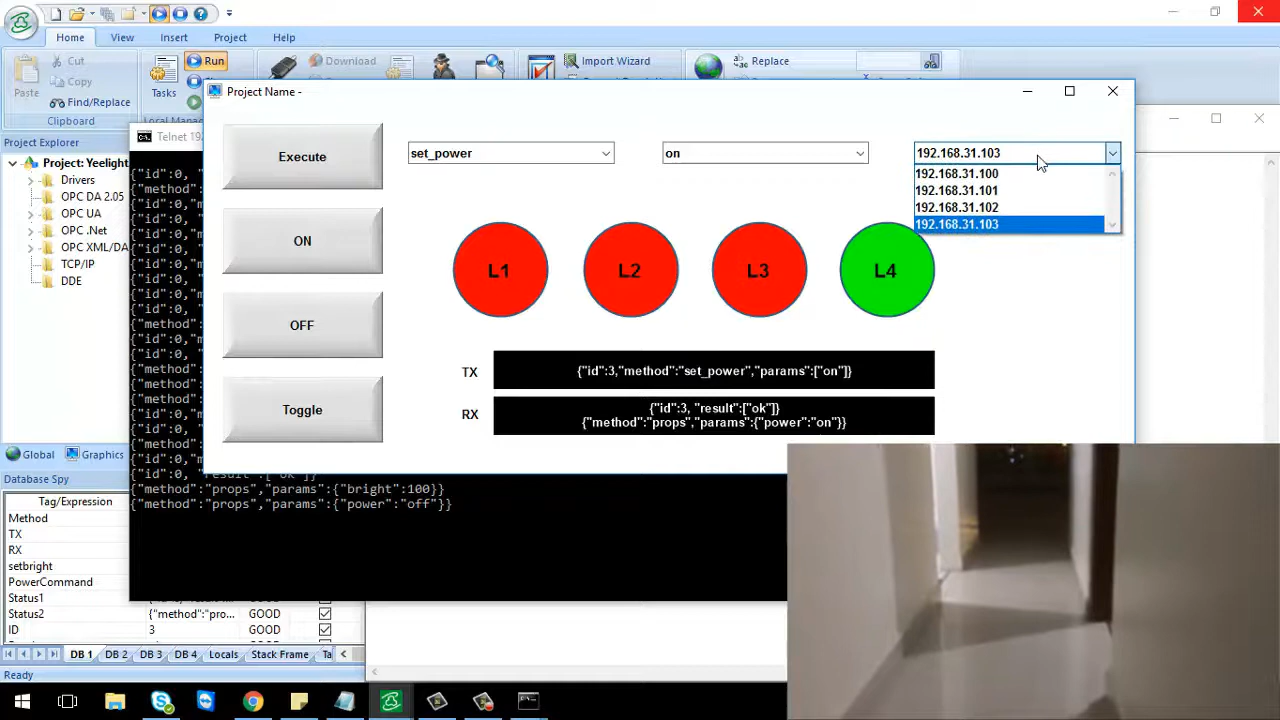 Home
View
Insert
Project
Help
Paste
Cut
Copy
Find/Replace
Clipboard
Tasks
Run
Download
Import Wizard
Replace
Project Explorer
Project: Yeelight
Drivers
OPC DA 2.05
OPC UA
OPC .Net
OPC XML/DA
TCP/IP
DDE
Global
Graphics
Telnet 19
Project Name -
Execute
ON
OFF
Toggle
set_power
on
192.168.31.103
192.168.31.100
192.168.31.101
192.168.31.102
192.168.31.103
L1
L2
L3
L4
TX
{"id":3,"method":"set_power","params":["on"]}
RX
{"id":3, "result":["ok"]}
{"method":"props","params":{"power":"on"}}
{"method":"props","params":{"bright":100}}
{"method":"props","params":{"power":"off"}}
Database Spy
Tag/Expression
Method
TX
RX
setbright
PowerCommand
Status1
Status2 {"method":"pro... GOOD
ID 3 GOOD
DB 1 DB 2 DB 3 DB 4 Locals Stack Frame Ta
Ready